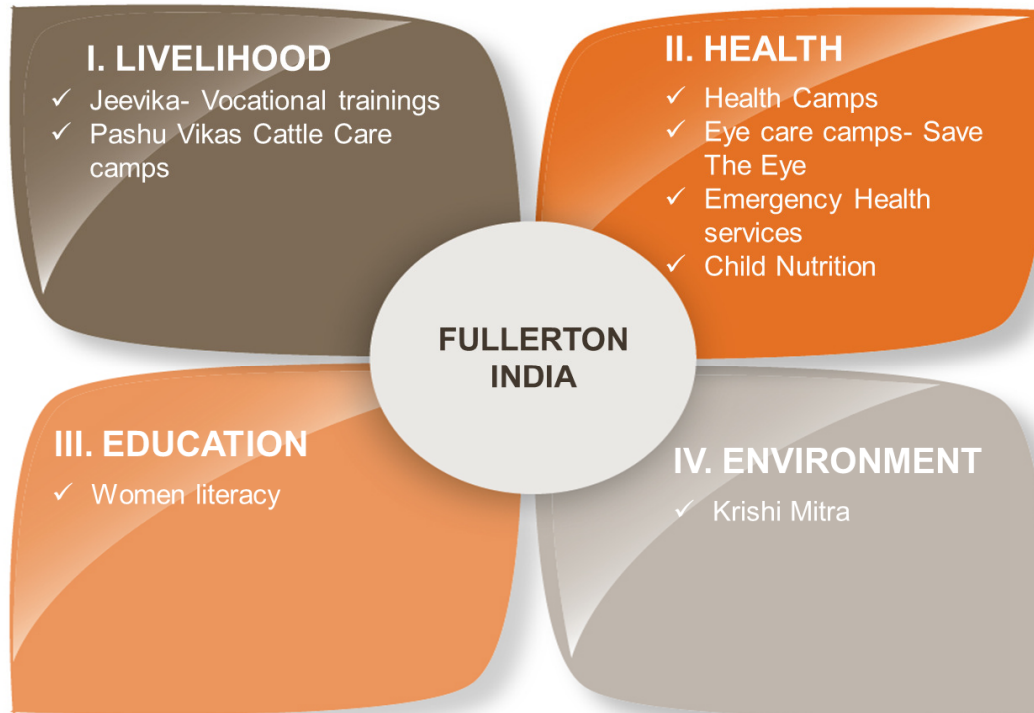 I. LIVELIHOOD
✓ Jeevika- Vocational trainings
✓ Pashu Vikas Cattle Care
camps
II. HEALTH
✓ Health Camps
✓ Eye care camps- Save
The Eye
✓ Emergency Health
services
✓ Child Nutrition
FULLERTON
INDIA
III. EDUCATION
✓ Women literacy
IV. ENVIRONMENT
✓ Krishi Mitra